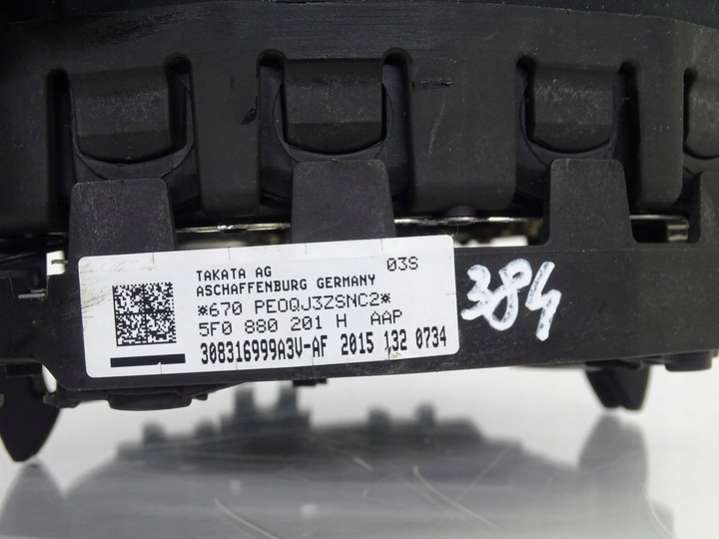 TAKATA AG 03S
ASCHAFFENBURG GERMANY
*670 PEOQJ3ZSNC2*
5F0 880 201 H AAP
308316999A3V-AF 2015 132 0734
384